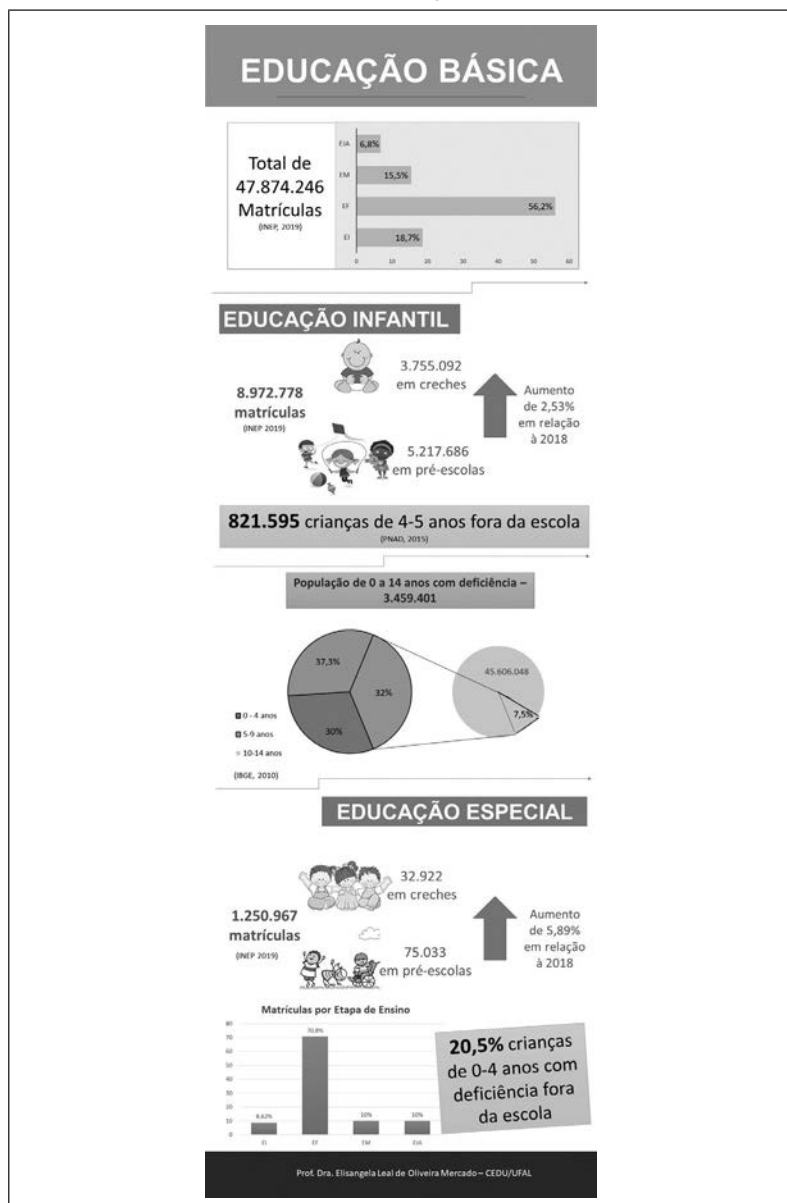 EDUCAÇÃO BÁSICA
Total de
47.874.246
Matrículas
(INEP, 2019)
EJA 6,8%
EM 15,5%
EF 56,2%
EI 18,7%
0 10 20 30 40 50 60
EDUCAÇÃO INFANTIL
8.972.778
matrículas
(INEP 2019)
3.755.092
em creches
5.217.686
em pré-escolas
Aumento
de 2,53%
em relação
à 2018
821.595 crianças de 4-5 anos fora da escola
(PNAD, 2015)
População de 0 a 14 anos com deficiência –
3.459.401
37,3%
32%
30%
45.606.048
7,5%
0 - 4 anos
5-9 anos
10-14 anos
(IBGE, 2010)
EDUCAÇÃO ESPECIAL
1.250.967
matrículas
(INEP 2019)
32.922
em creches
75.033
em pré-escolas
Aumento
de 5,89%
em relação
à 2018
Matrículas por Etapa de Ensino
80
70
60
50
40
30
20
10
0
8,62%
70,8%
10%
10%
EI EF EM EJA
20,5% crianças
de 0-4 anos com
deficiência fora
da escola
Prof. Dra. Elisangela Leal de Oliveira Mercado – CEDU/UFAL